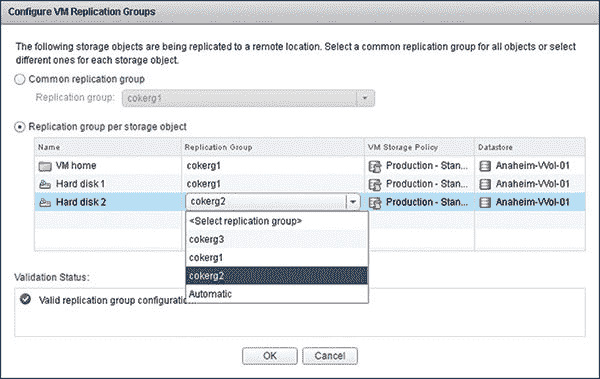 Configure VM Replication Groups
The following storage objects are being replicated to a remote location. Select a common replication group for all objects or select
different ones for each storage object.
Common replication group
Replication group: cokerg1
Replication group per storage object
Name Replication Group VM Storage Policy Datastore
VM home cokerg1 Production - Stan... Anaheim-VVol-01
Hard disk 1 cokerg1 Production - Stan... Anaheim-VVol-01
Hard disk 2 cokerg2 Production - Stan... Anaheim-VVol-01
<Select replication group>
cokerg3
cokerg1
cokerg2
Automatic
Validation Status:
Valid replication group configuration.
OK Cancel